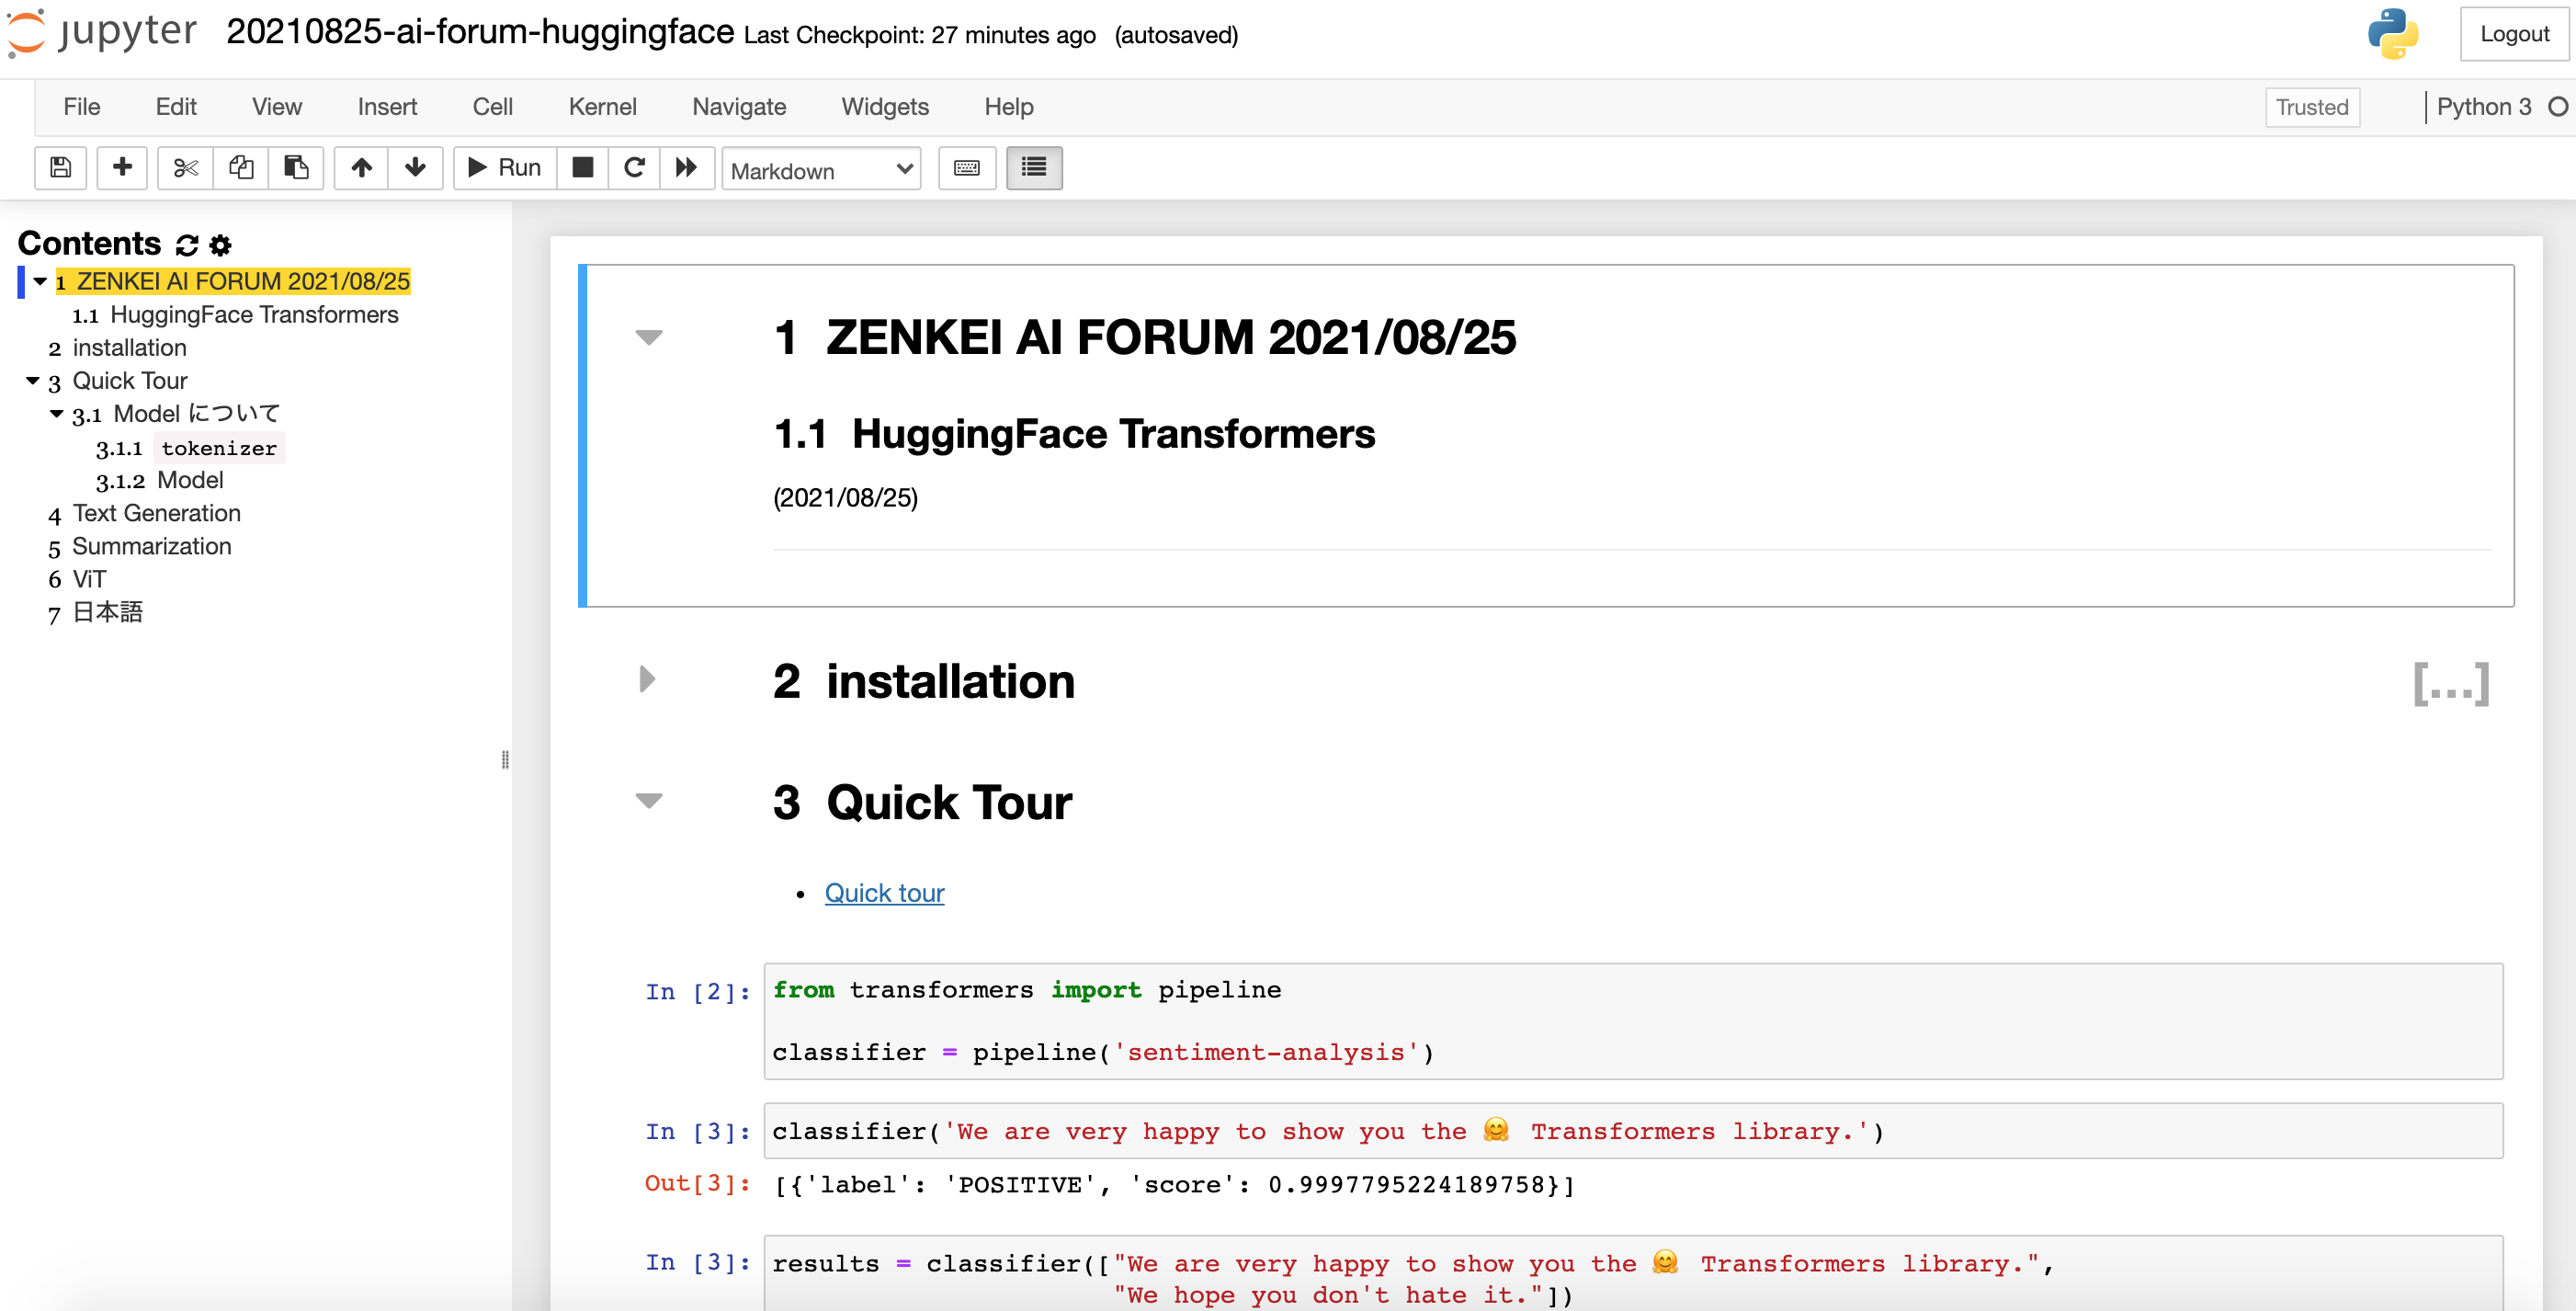 jupyter 20210825-ai-forum-huggingface Last Checkpoint: 27 minutes ago (autosaved)
Logout
File Edit View Insert Cell Kernel Navigate Widgets Help
Trusted
Python 3
Run
Markdown
Contents
1 ZENKEI AI FORUM 2021/08/25
1.1 HuggingFace Transformers
2 installation
3 Quick Tour
3.1 Model について
3.1.1 tokenizer
3.1.2 Model
4 Text Generation
5 Summarization
6 ViT
7 日本語
1 ZENKEI AI FORUM 2021/08/25
1.1 HuggingFace Transformers
(2021/08/25)
2 installation
[...]
3 Quick Tour
• Quick tour
In [2]: from transformers import pipeline
classifier = pipeline('sentiment-analysis')
In [3]: classifier('We are very happy to show you the 🤗 Transformers library.')
Out[3]: [{'label': 'POSITIVE', 'score': 0.9997795224189758}]
In [3]: results = classifier(["We are very happy to show you the 🤗 Transformers library.",
"We hope you don't hate it."])